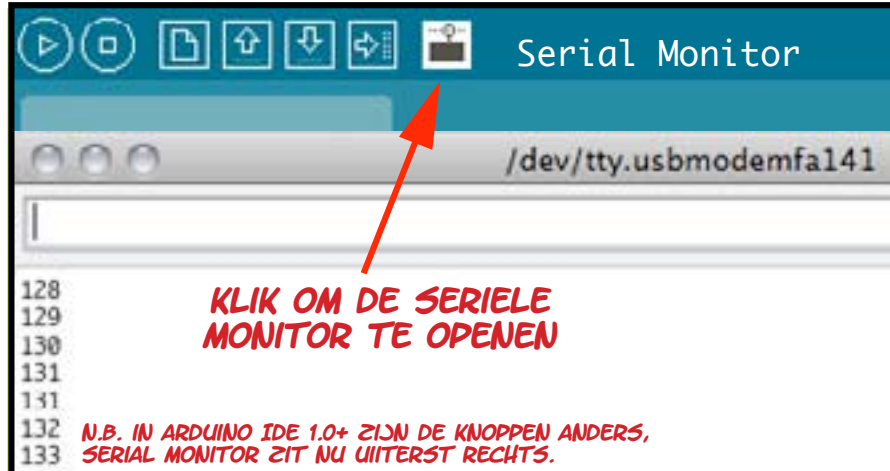 Serial Monitor
/dev/tty.usbmodemfa141
128
KLIK OM DE SERIELE
MONITOR TE OPENEN
129
130
131
131
132
133
N.B. IN ARDUINO IDE 1.0+ ZIJN DE KNOPPEN ANDERS,
SERIAL MONITOR ZIT NU UIITERST RECHTS.